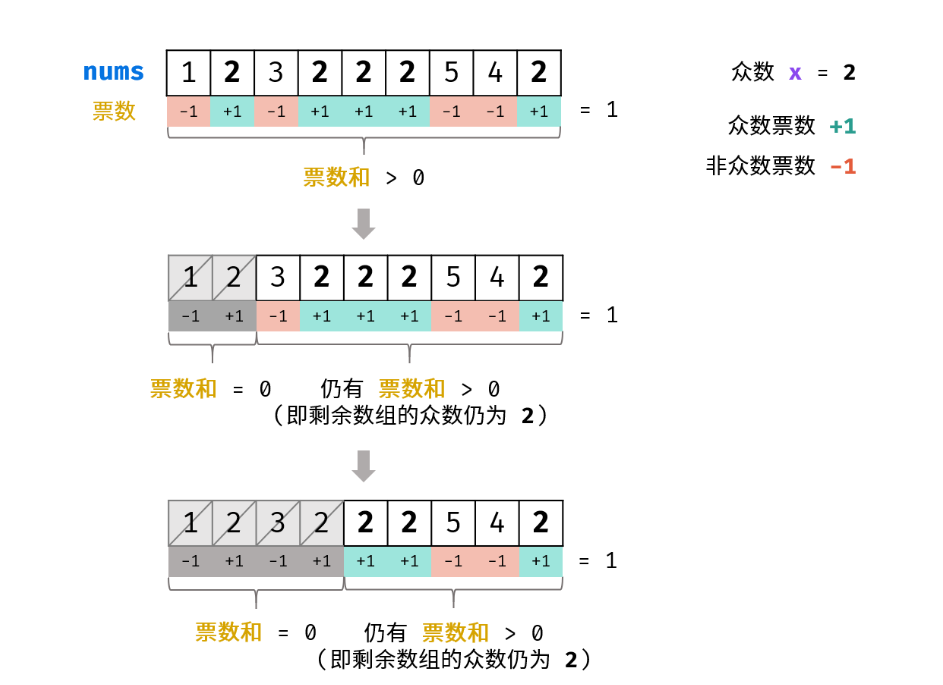 nums 1 2 3 2 2 2 5 4 2 众数 x = 2
票数 -1 +1 -1 +1 +1 +1 -1 -1 +1 = 1 众数票数 +1
非众数票数 -1
票数和 > 0
1 2 3 2 2 2 5 4 2
-1 +1 -1 +1 +1 +1 -1 -1 +1 = 1
票数和 = 0 仍有 票数和 > 0
（即剩余数组的众数仍为 2）
1 2 3 2 2 2 5 4 2
-1 +1 -1 +1 +1 +1 -1 -1 +1 = 1
票数和 = 0 仍有 票数和 > 0
（即剩余数组的众数仍为 2）